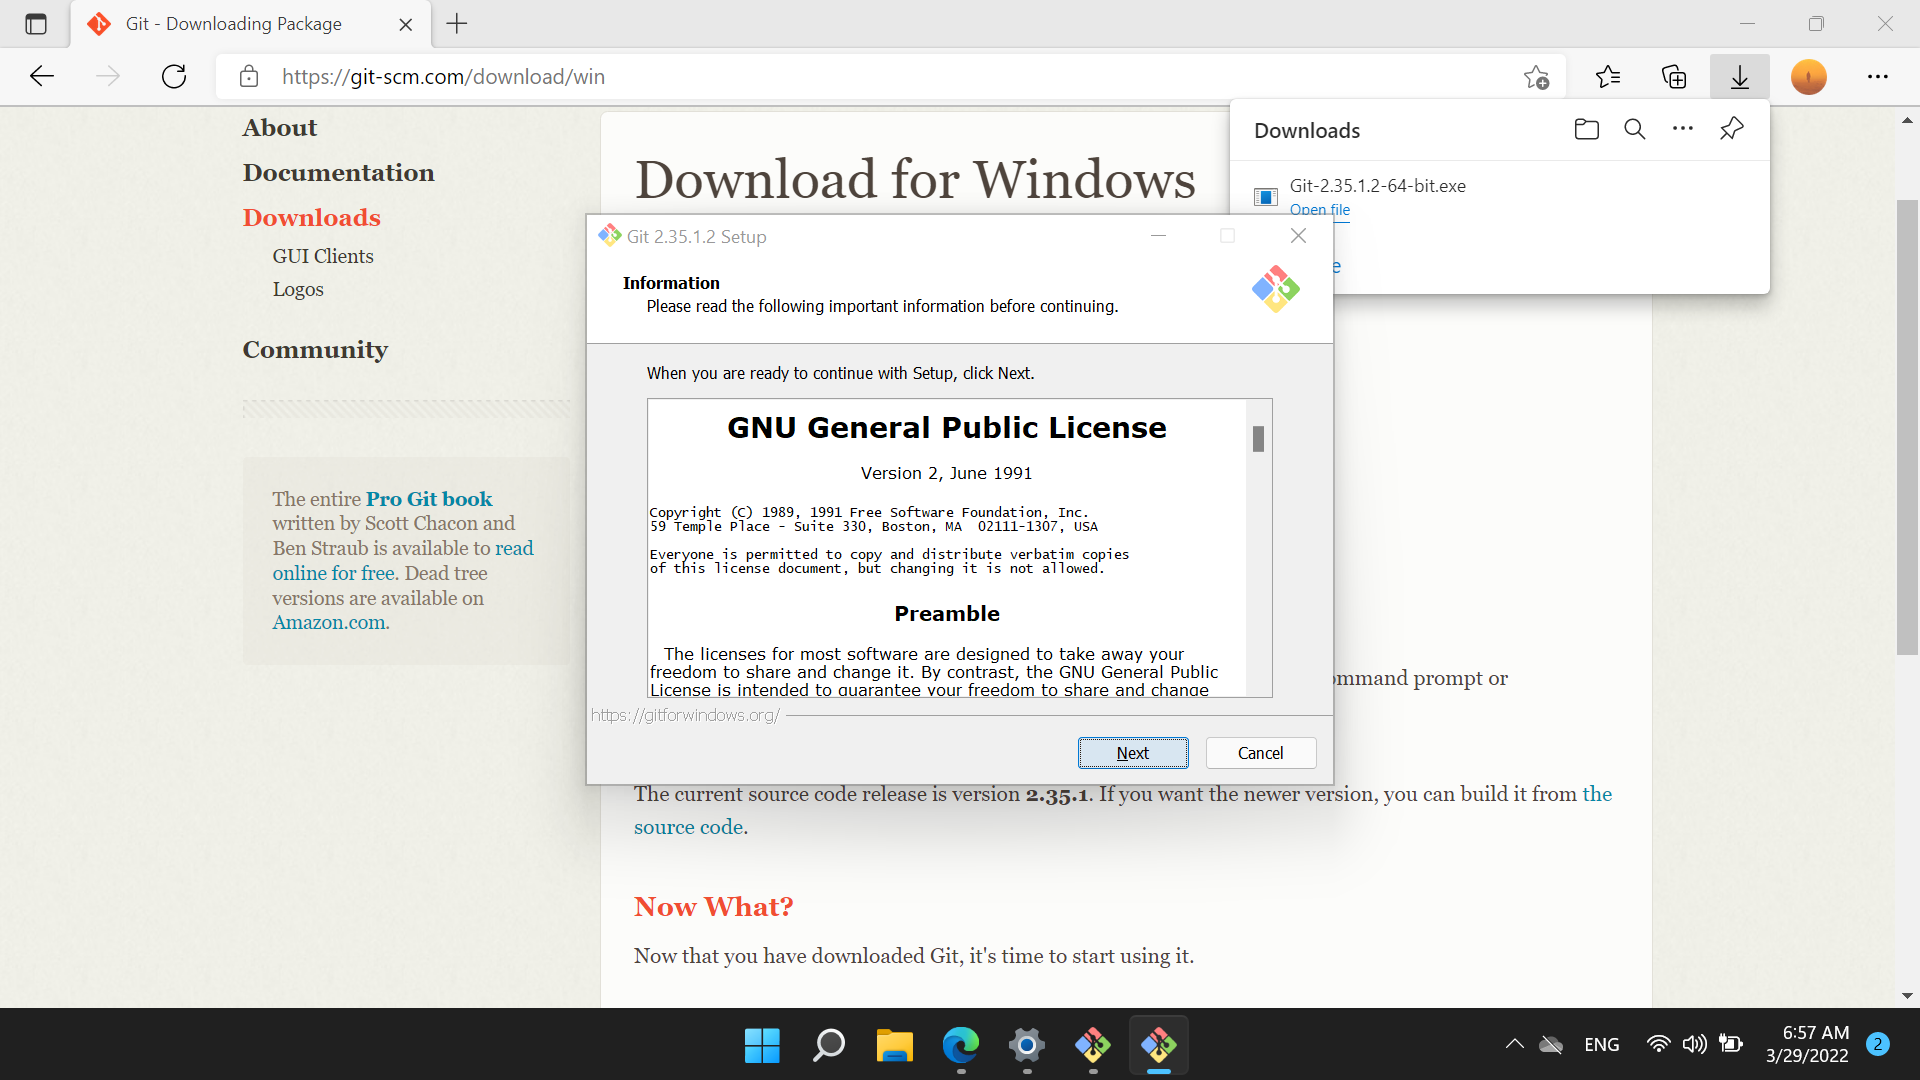 Git - Downloading Package
https://git-scm.com/download/win
About
Documentation
Downloads
GUI Clients
Logos
Community
The entire Pro Git book
written by Scott Chacon and
Ben Straub is available to read
online for free. Dead tree
versions are available on
Amazon.com.
Download for Windows
Downloads
Git-2.35.1.2-64-bit.exe
Open file
e
Git 2.35.1.2 Setup
Information
Please read the following important information before continuing.
When you are ready to continue with Setup, click Next.
GNU General Public License
Version 2, June 1991
Copyright (C) 1989, 1991 Free Software Foundation, Inc.
59 Temple Place - Suite 330, Boston, MA  02111-1307, USA
Everyone is permitted to copy and distribute verbatim copies
of this license document, but changing it is not allowed.
Preamble
The licenses for most software are designed to take away your
freedom to share and change it. By contrast, the GNU General Public
License is intended to guarantee your freedom to share and change
https://gitforwindows.org/
Next
Cancel
ommand prompt or
The current source code release is version 2.35.1. If you want the newer version, you can build it from the
source code.
Now What?
Now that you have downloaded Git, it's time to start using it.
ENG
6:57 AM
3/29/2022
2